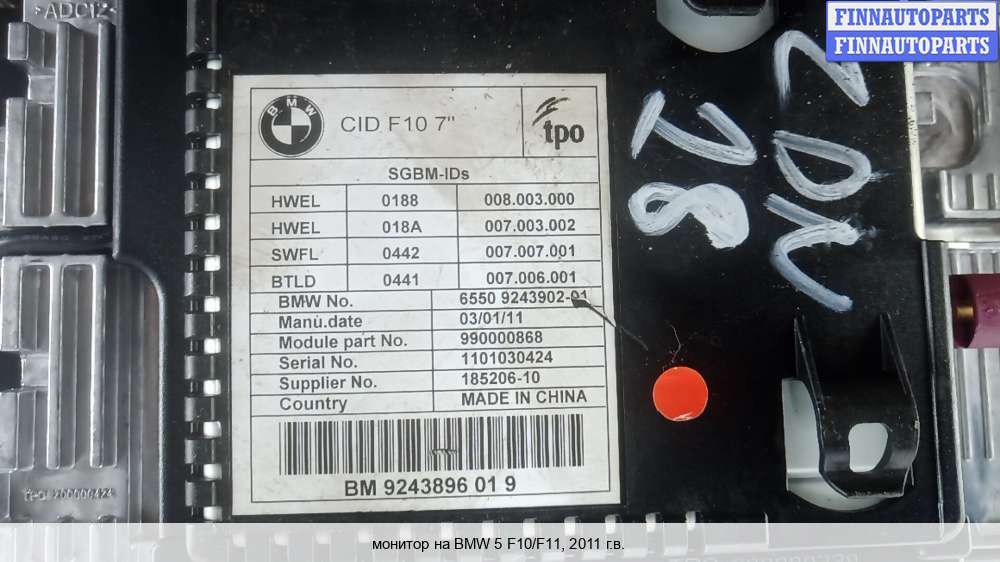 ADC12
FINNAUTOPARTS
FINNAUTOPARTS
BMW
CID F10 7"
tpo
SGBM-IDs
HWEL 0188 008.003.000
HWEL 018A 007.003.002
SWFL 0442 007.007.001
BTLD 0441 007.006.001
BMW No. 6550 9243902-01
Manu.date 03/01/11
Module part No. 990000868
Serial No. 1101030424
Supplier No. 185206-10
Country MADE IN CHINA
BM 9243896 01 9
28
монитор на BMW 5 F10/F11, 2011 г.в.